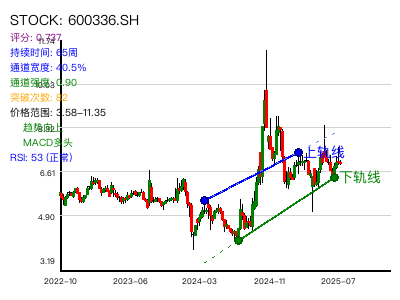 STOCK: 600336.SH
评分: 0.737
11.74
持续时间: 65周
通道宽度: 40.5%
通道强度: 0.90
突破次数: 82
价格范围: 3.58-11.35
趋势向上
MACD多头
RSI: 53 (正常)
上轨线
下轨线
6.61
4.90
3.19
2022-10
2023-06
2024-03
2024-11
2025-07